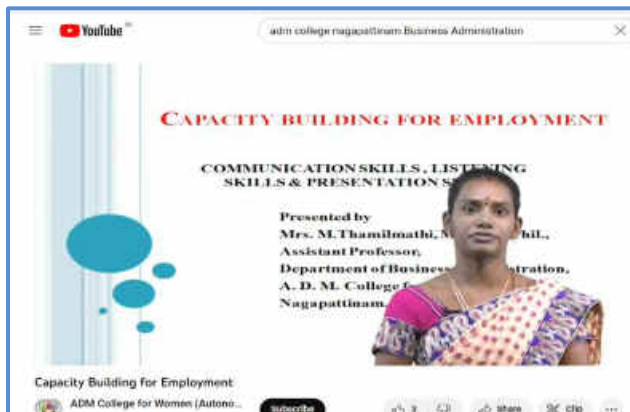 YouTube
adm college nagapattinam Business Administration
CAPACITY BUILDING FOR EMPLOYMENT
COMMUNICATION SKILLS, LISTENING
SKILLS & PRESENTATION
Presented by
Mrs. M.Thamilmathi,
Assistant Professor,
Department of
A. D. M. College
Nagapattinam.
Capacity Building for Employment
ADM College for Women (Autono...
Subscribe
3 Share clip ...